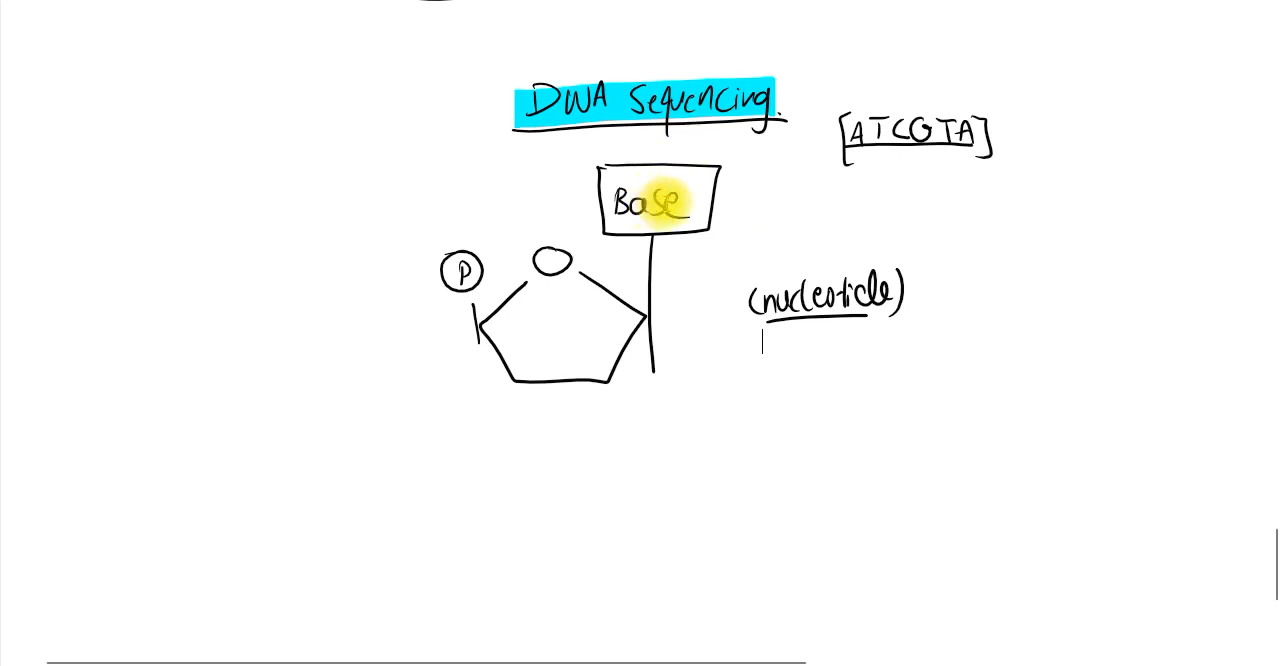 DNA Sequencing.
[ATCGTA]
Base
P
O
(nucleotide)